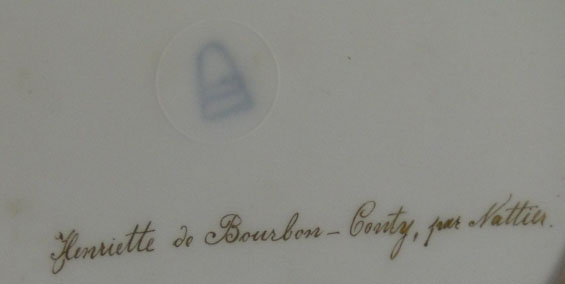 Henriette de Bourbon - Conty, par Nattier.